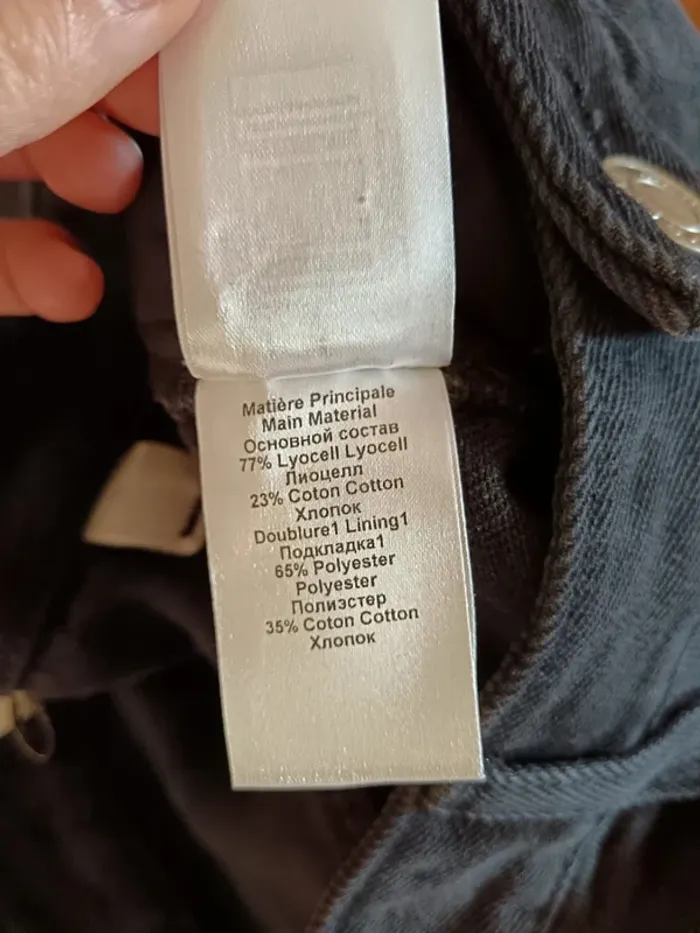 Matière Principale
Main Material
Основной состав
77% Lyocell Lyocell
Лиоцелл
23% Coton Cotton
Хлопок
Doublure1 Lining1
Подкладка1
65% Polyester
Polyester
Полиэстер
35% Coton Cotton
Хлопок